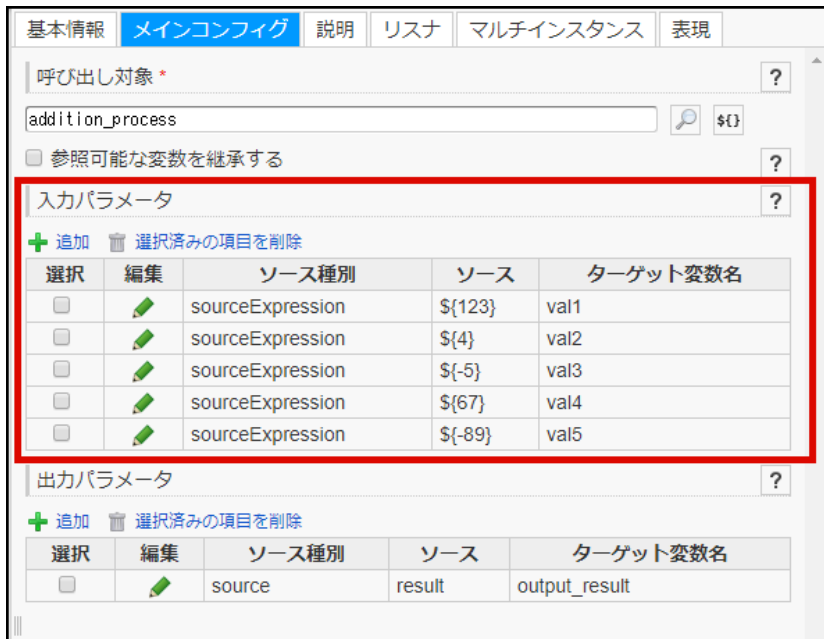 基本情報 メインコンフィグ 説明 リスナ マルチインスタンス 表現
呼び出し対象 * ?
addition_process ${}
参照可能な変数を継承する ?
入力パラメータ ?
追加 選択済みの項目を削除
選択 編集 ソース種別 ソース ターゲット変数名
sourceExpression ${123} val1
sourceExpression ${4} val2
sourceExpression ${-5} val3
sourceExpression ${67} val4
sourceExpression ${-89} val5
出力パラメータ ?
追加 選択済みの項目を削除
選択 編集 ソース種別 ソース ターゲット変数名
source result output_result